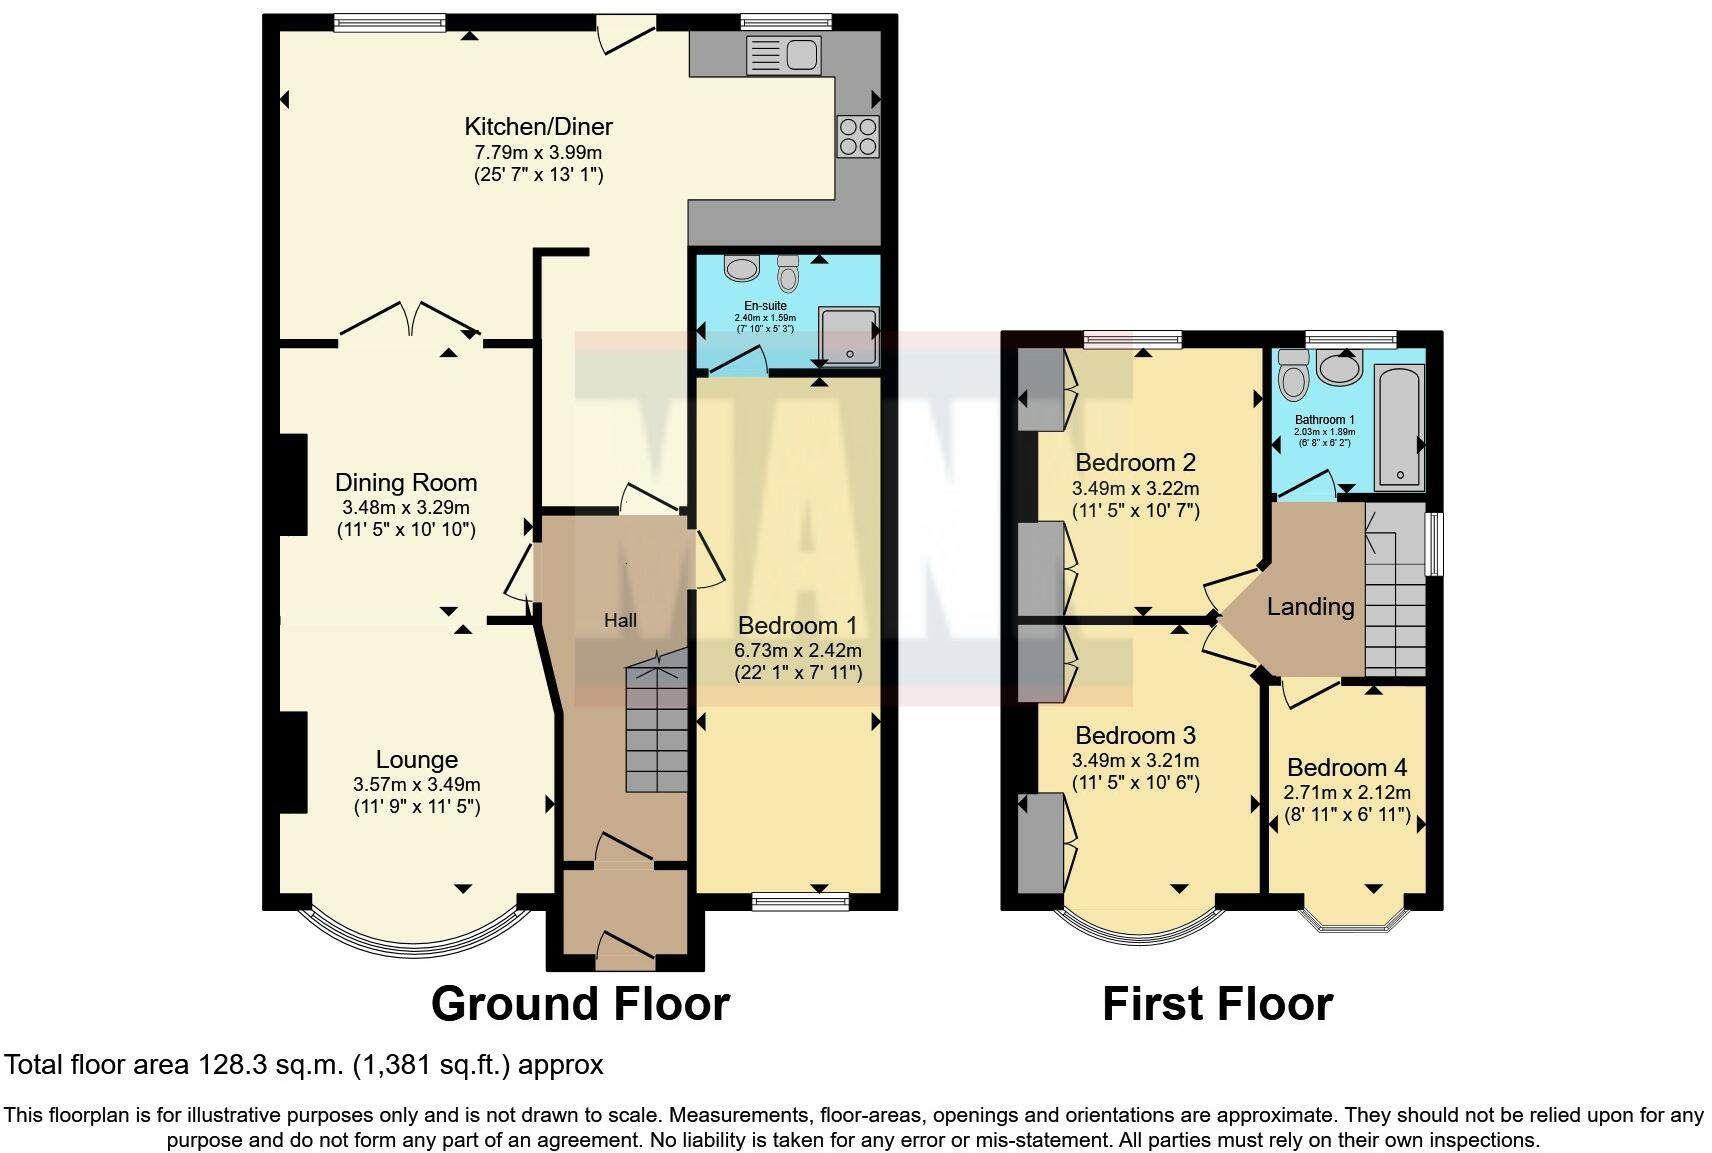 Kitchen/Diner
7.79m x 3.99m
(25' 7" x 13' 1")
En-suite
2.40m x 1.59m
(7' 10" x 5' 3")
Dining Room
3.48m x 3.29m
(11' 5" x 10' 10")
Hall
Bedroom 1
6.73m x 2.42m
(22' 1" x 7' 11")
Lounge
3.57m x 3.49m
(11' 9" x 11' 5")
Ground Floor
MANN
Bedroom 2
3.49m x 3.22m
(11' 5" x 10' 7")
Bathroom 1
2.03m x 1.89m
(6' 8" x 6' 2")
Landing
Bedroom 3
3.49m x 3.21m
(11' 5" x 10' 6")
Bedroom 4
2.71m x 2.12m
(8' 11" x 6' 11")
First Floor
Total floor area 128.3 sq.m. (1,381 sq.ft.) approx
This floorplan is for illustrative purposes only and is not drawn to scale. Measurements, floor-areas, openings and orientations are approximate. They should not be relied upon for any
purpose and do not form any part of an agreement. No liability is taken for any error or mis-statement. All parties must rely on their own inspections.